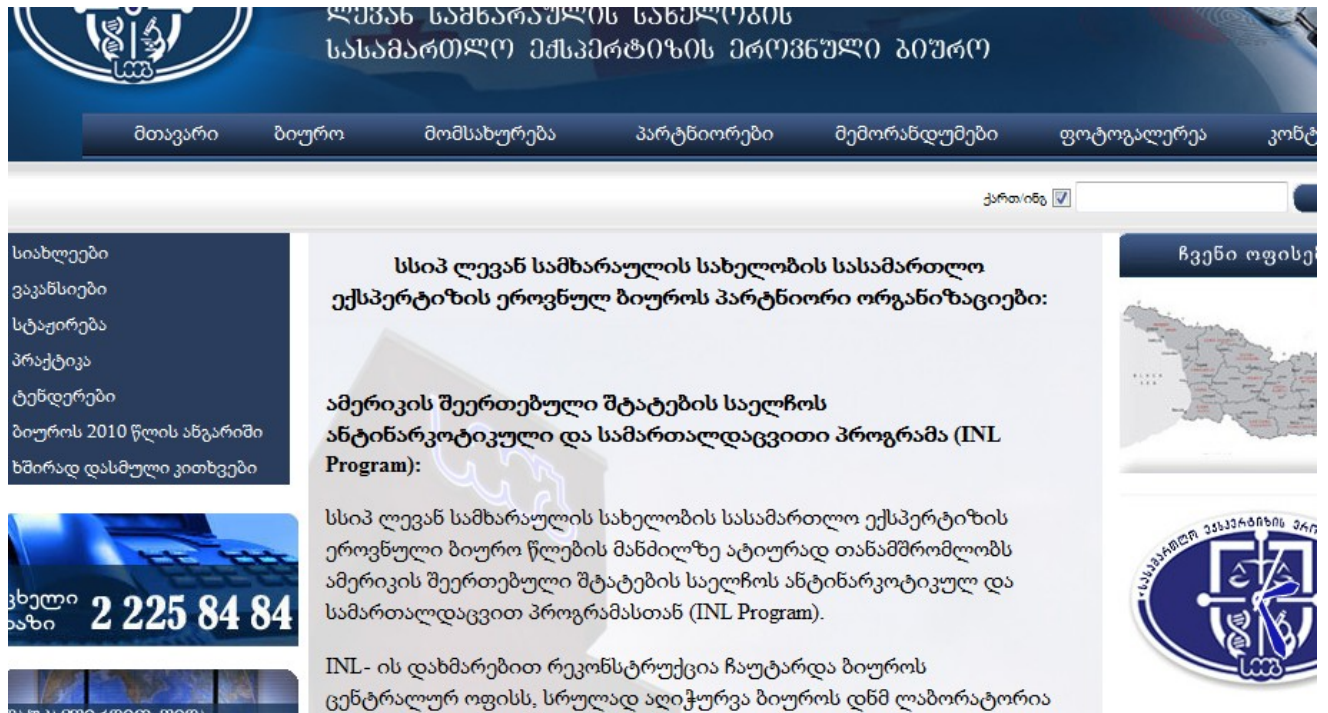 ლევან სამხარაულის სახელობის
სასამართლო ექსპერტიზის ეროვნული ბიურო
მთავარი ბიურო მომსახურება პარტნიორები მემორანდუმები ფოტოგალერეა
ქართ/ინგ
სიახლეები
ვაკანსიები
სტაჟირება
პრაქტიკა
ტენდერები
ბიუროს 2010 წლის ანგარიში
ხშირად დასმული კითხვები
2 225 84 84
სსიპ ლევან სამხარაულის სახელობის სასამართლო
ექსპერტიზის ეროვნულ ბიუროს პარტნიორი ორგანიზაციები:
ამერიკის შეერთებული შტატების საელჩოს
ანტინარკოტიკული და სამართალდაცვითი პროგრამა (INL
Program):
სსიპ ლევან სამხარაულის სახელობის სასამართლო ექსპერტიზის
ეროვნული ბიურო წლების მანძილზე ატიურად თანამშრომლობს
ამერიკის შეერთებული შტატების საელჩოს ანტინარკოტიკულ და
სამართალდაცვით პროგრამასთან (INL Program).
INL- ის დახმარებით რეკონსტრუქცია ჩაუტარდა ბიუროს
ცენტრალურ ოფისს, სრულად აღიჭურვა ბიუროს დნმ ლაბორატორია
ჩვენი
BLACK
SEA
სსებ